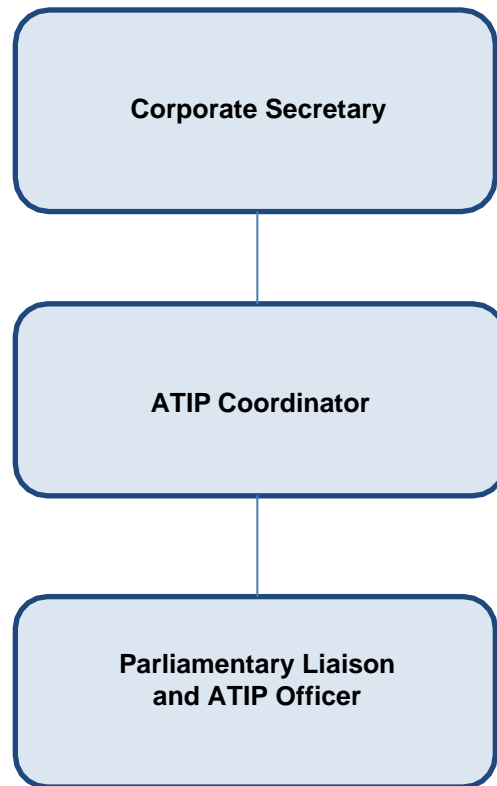 Corporate Secretary
ATIP Coordinator
Parliamentary Liaison
and ATIP Officer